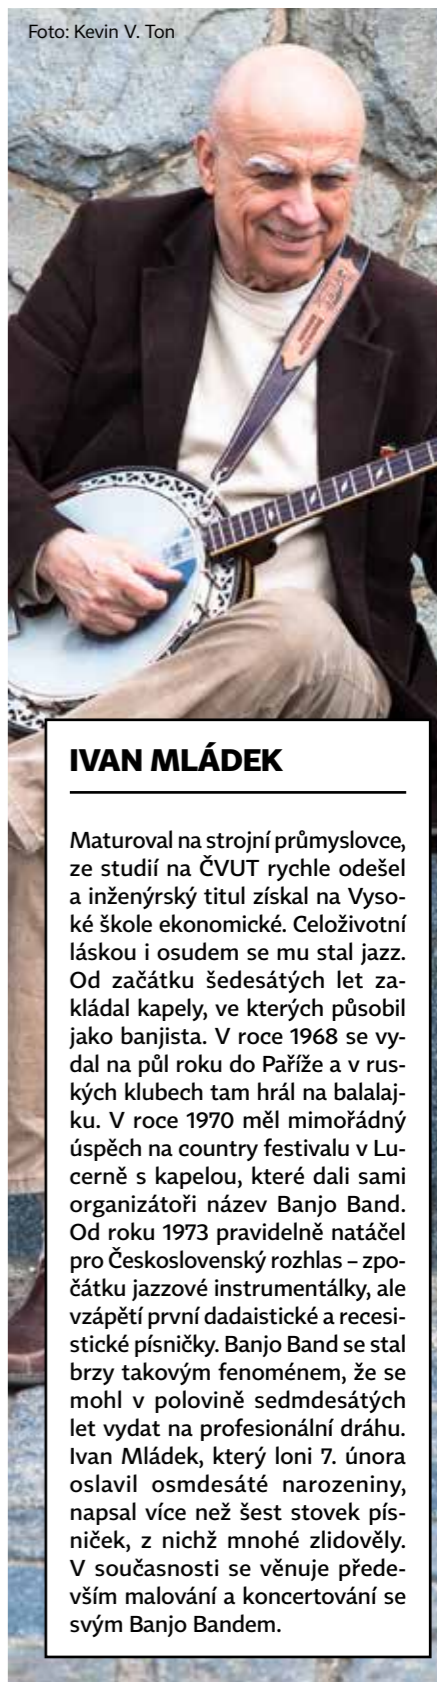 Foto: Kevin V. Ton
IVAN MLÁDEK
Maturoval na strojní průmyslovce,
ze studií na ČVUT rychle odešel
a inženýrský titul získal na Vyso-
ké škole ekonomické. Celoživotní
láskou i osudem se mu stal jazz.
Od začátku šedesátých let za-
kládal kapely, ve kterých působil
jako banjista. V roce 1968 se vy-
dal na půl roku do Paříže a v rus-
kých klubech tam hrál na balalaj-
ku. V roce 1970 měl mimořádný
úspěch na country festivalu v Lu-
cerně s kapelou, které dali sami
organizátoři název Banjo Band.
Od roku 1973 pravidelně natáčel
pro Československý rozhlas – zpo-
čátku jazzové instrumentálky, ale
vzápětí první dadaistické a recesi-
stické písničky. Banjo Band se stal
brzy takovým fenoménem, že se
mohl v polovině sedmdesátých
let vydat na profesionální dráhu.
Ivan Mládek, který loni 7. února
oslavil osmdesáté narozeniny,
napsal více než šest stovek pís-
niček, z nichž mnohé zlidověly.
V současnosti se věnuje přede-
vším malování a koncertování se
svým Banjo Bandem.